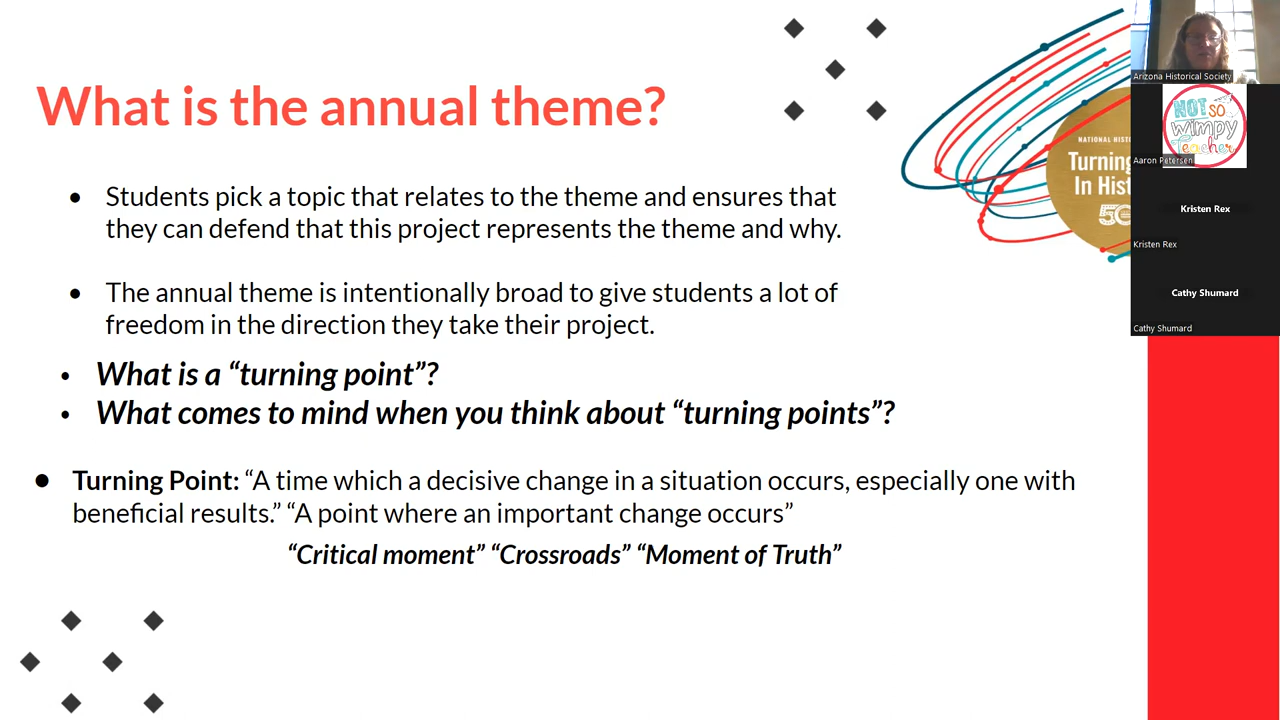 What is the annual theme?
Students pick a topic that relates to the theme and ensures that
they can defend that this project represents the theme and why.
The annual theme is intentionally broad to give students a lot of
freedom in the direction they take their project.
What is a “turning point”?
What comes to mind when you think about “turning points”?
Turning Point: “A time which a decisive change in a situation occurs, especially one with
beneficial results.” “A point where an important change occurs”
“Critical moment” “Crossroads” “Moment of Truth”
NATIONAL HIST
Turning
In Hist
50
Arizona Historical Society
NOT so
wimpy
Teacher
Aaron Petersen
Kristen Rex
Kristen Rex
Cathy Shumard
Cathy Shumard